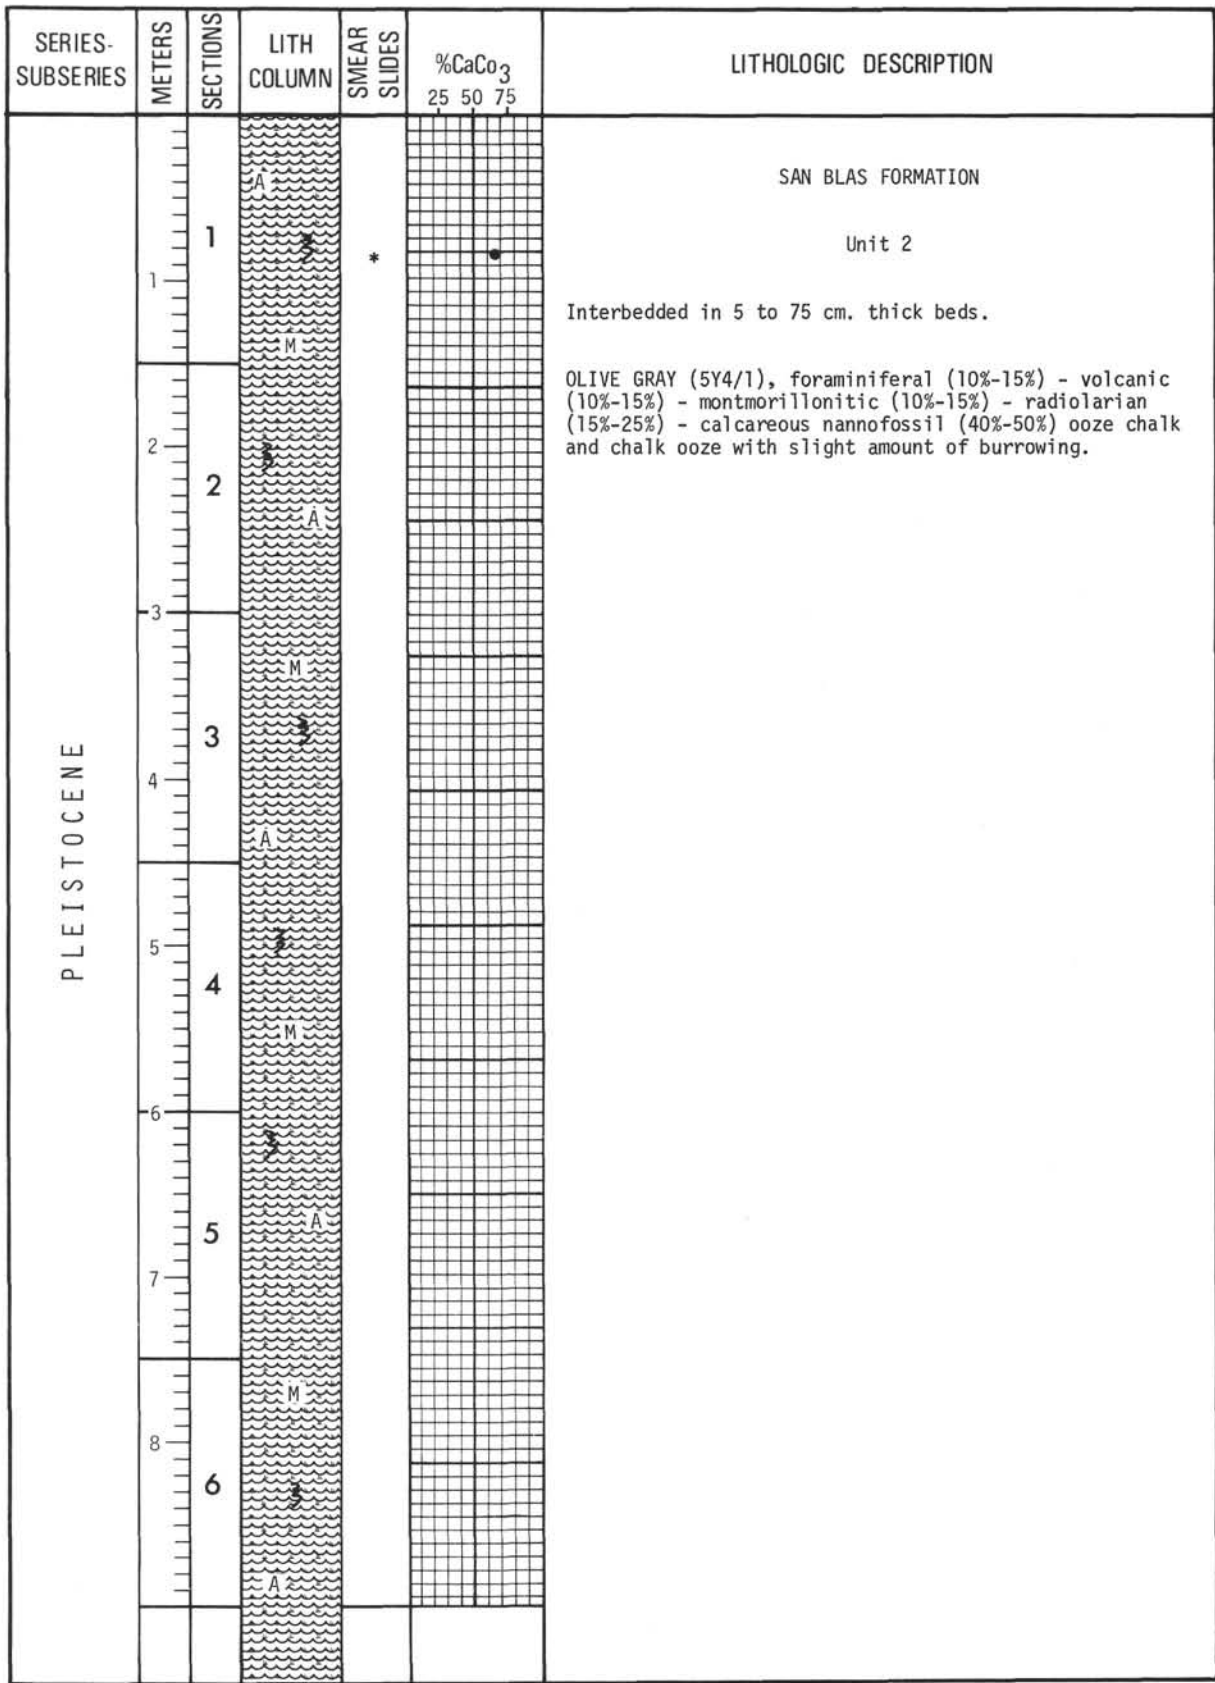 SERIES-
SUBSERIES
METERS
SECTIONS
LITH
COLUMN
SMEAR
SLIDES
%CaCo3
25 50 75
LITHOLOGIC DESCRIPTION
SAN BLAS FORMATION
Unit 2
Interbedded in 5 to 75 cm. thick beds.
OLIVE GRAY (5Y4/1), foraminiferal (10%-15%) - volcanic
(10%-15%) - montmorillonitic (10%-15%) - radiolarian
(15%-25%) - calcareous nannofossil (40%-50%) ooze chalk
and chalk ooze with slight amount of burrowing.
PLEISTOCENE
A
1
*
1
M
2
2
A
3
M
3
4
A
5
4
M
6
A
5
7
M
8
6
A